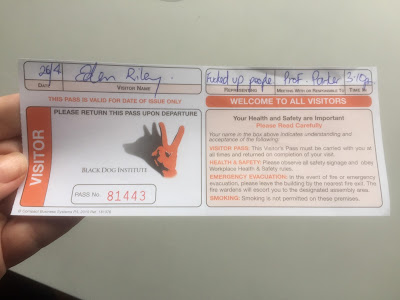 26/4 Eden Riley. Fucked up people Prof. Parker 3:10pm
DATE VISITOR NAME REPRESENTING MEETING WITH OR RESPONSIBLE TO TIME IN
THIS PASS IS VALID FOR DATE OF ISSUE ONLY
PLEASE RETURN THIS PASS UPON DEPARTURE
VISITOR
BLACK DOG INSTITUTE
PASS No. 81443
WELCOME TO ALL VISITORS
Your Health and Safety are Important
Please Read Carefully
Your name in the box above indicates understanding and
acceptance of the following:
VISITOR PASS: The Visitor's Pass must be carried with you at
all times and returned on completion of your visit.
HEALTH & SAFETY: Please observe all safety signage and obey
Workplace Health & Safety rules.
EMERGENCY EVACUATION: in the event of fire or emergency
evacuation, please leave the building by the nearest fire exit. The
fire wardens will escort you to the designated assembly area.
SMOKING: Smoking is not permitted on these premises.